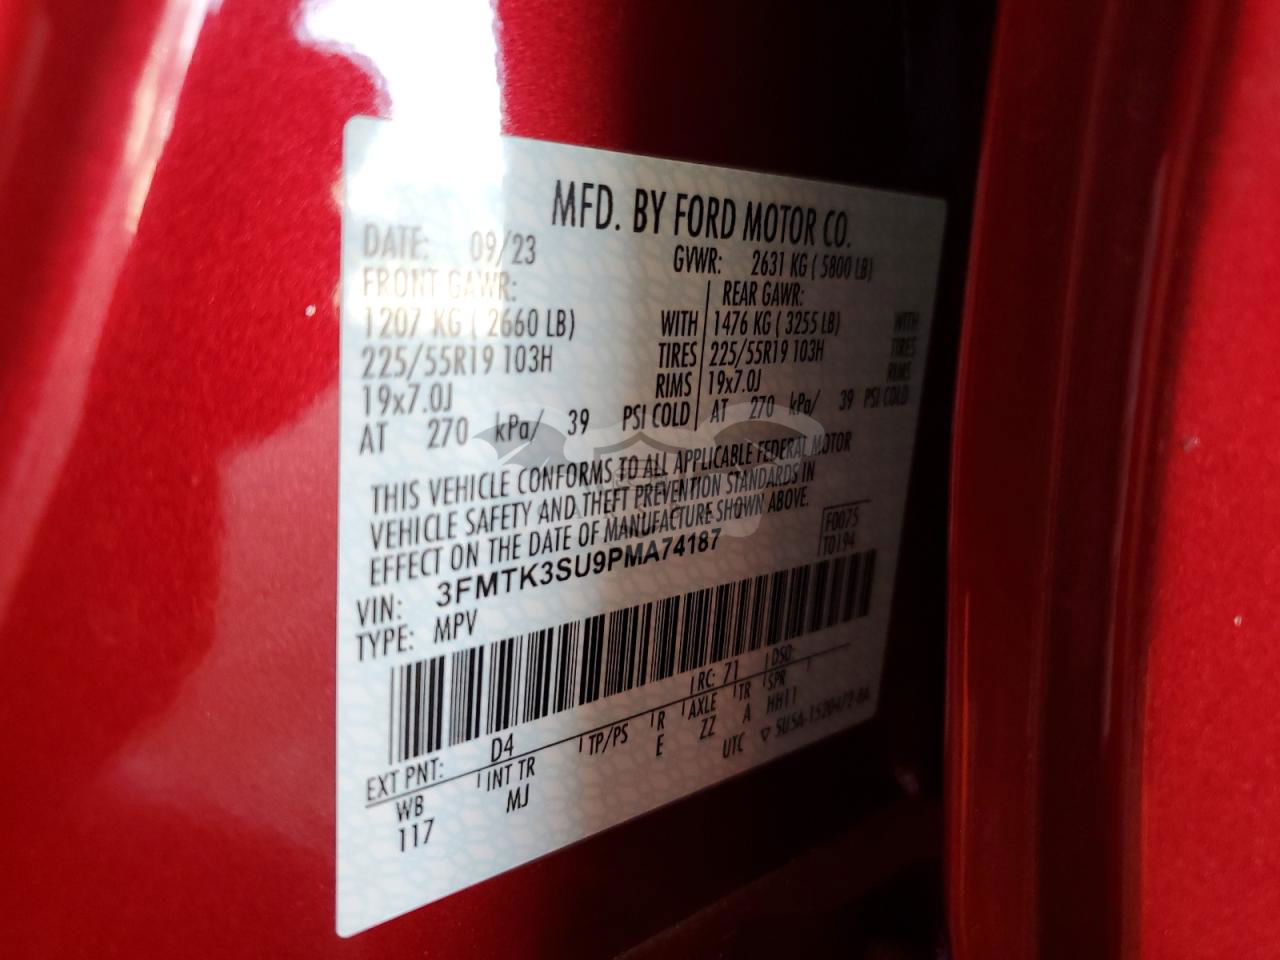 MFD. BY FORD MOTOR CO.
DATE: 09/23 GVWR: 2631 KG ( 5800 LB)
FRONT GAWR: REAR GAWR:
1207 KG ( 2660 LB) WITH 1476 KG ( 3255 LB) WITH
225/55R19 103H TIRES 225/55R19 103H TIRES
19x7.0J RIMS 19x7.0J RIMS
AT 270 kPa/ 39 PSI COLD AT 270 kPa/ 39 PSI COLD
THIS VEHICLE CONFORMS TO ALL APPLICABLE FEDERAL MOTOR
VEHICLE SAFETY AND THEFT PREVENTION STANDARDS IN
EFFECT ON THE DATE OF MANUFACTURE SHOWN ABOVE.
VIN: 3FMTK3SU9PMA74187 F0075
TYPE: MPV T0194
EXT PNT: D4 RC: 71 DSO:
WB INT TR TP/PS R AXLE TR SPR
117 MJ E ZZ A HH11
UTC